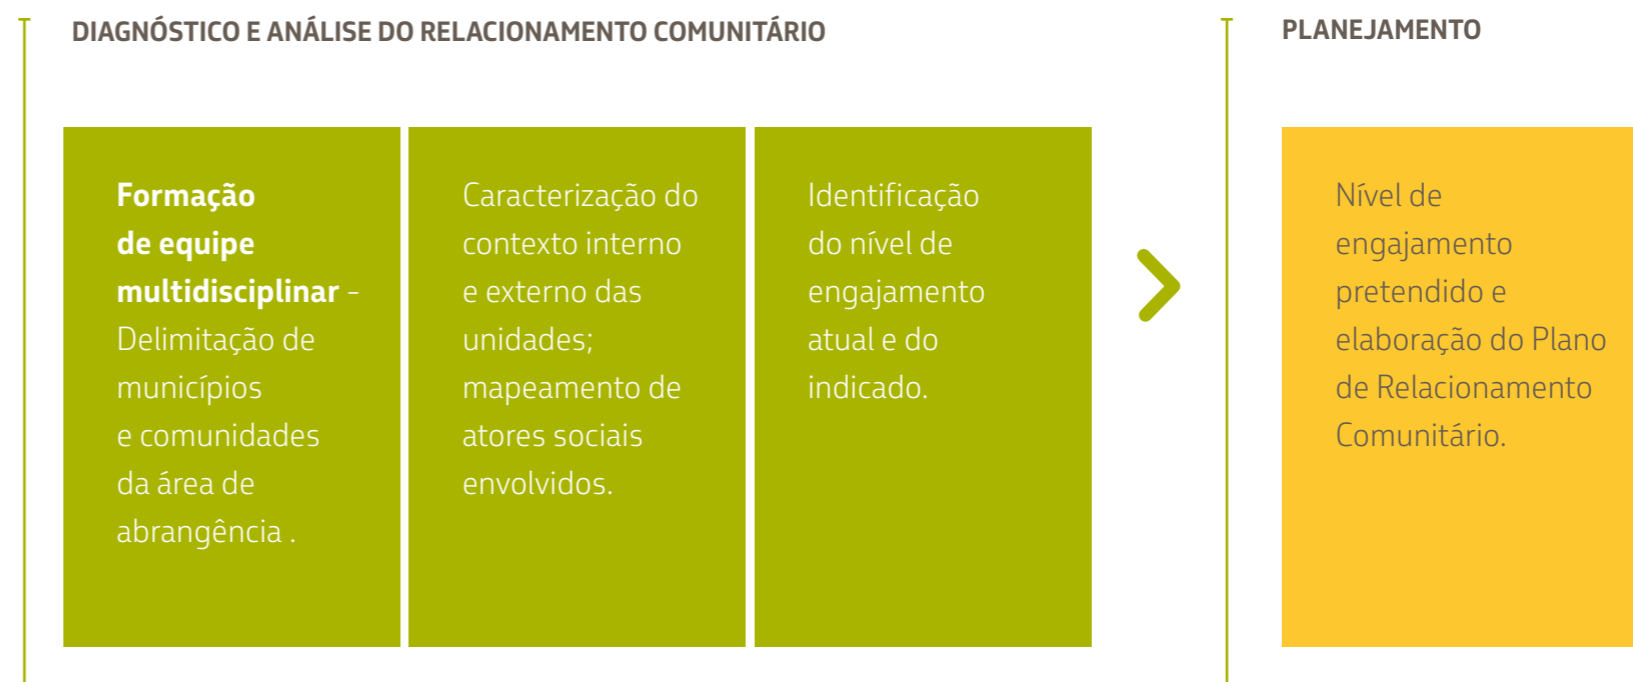 DIAGNÓSTICO E ANÁLISE DO RELACIONAMENTO COMUNITÁRIO
Formação
de equipe
multidisciplinar -
Delimitação de
municípios
e comunidades
da área de
abrangência .
Caracterização do
contexto interno
e externo das
unidades;
mapeamento de
atores sociais
envolvidos.
Identificação
do nível de
engajamento
atual e do
indicado.
PLANEJAMENTO
Nível de
engajamento
pretendido e
elaboração do Plano
de Relacionamento
Comunitário.